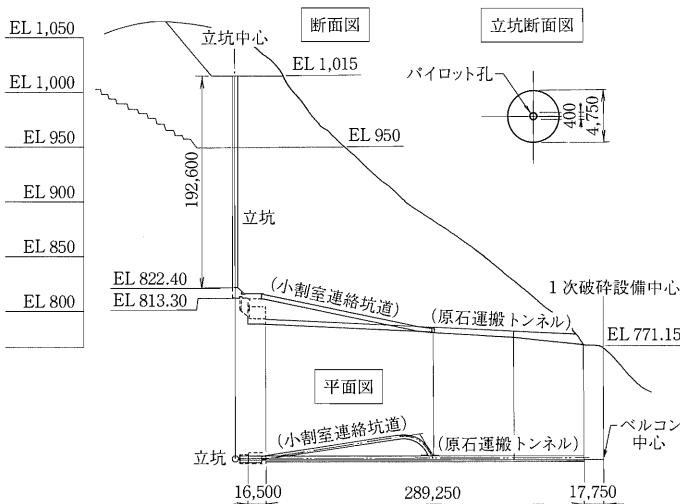 断面図
立坑断面図
EL 1,050
立坑中心
EL 1,015
パイロット孔
EL 1,000
400
4,750
EL 950
EL 950
192,600
EL 900
立坑
EL 850
EL 822.40
(小割室連絡坑道)
1次破砕設備中心
EL 813.30
EL 800
(原石運搬トンネル)
EL 771.15
平面図
(小割室連絡坑道)
(原石運搬トンネル)
ベルコン
中心
立坑
16,500
289,250
17,750